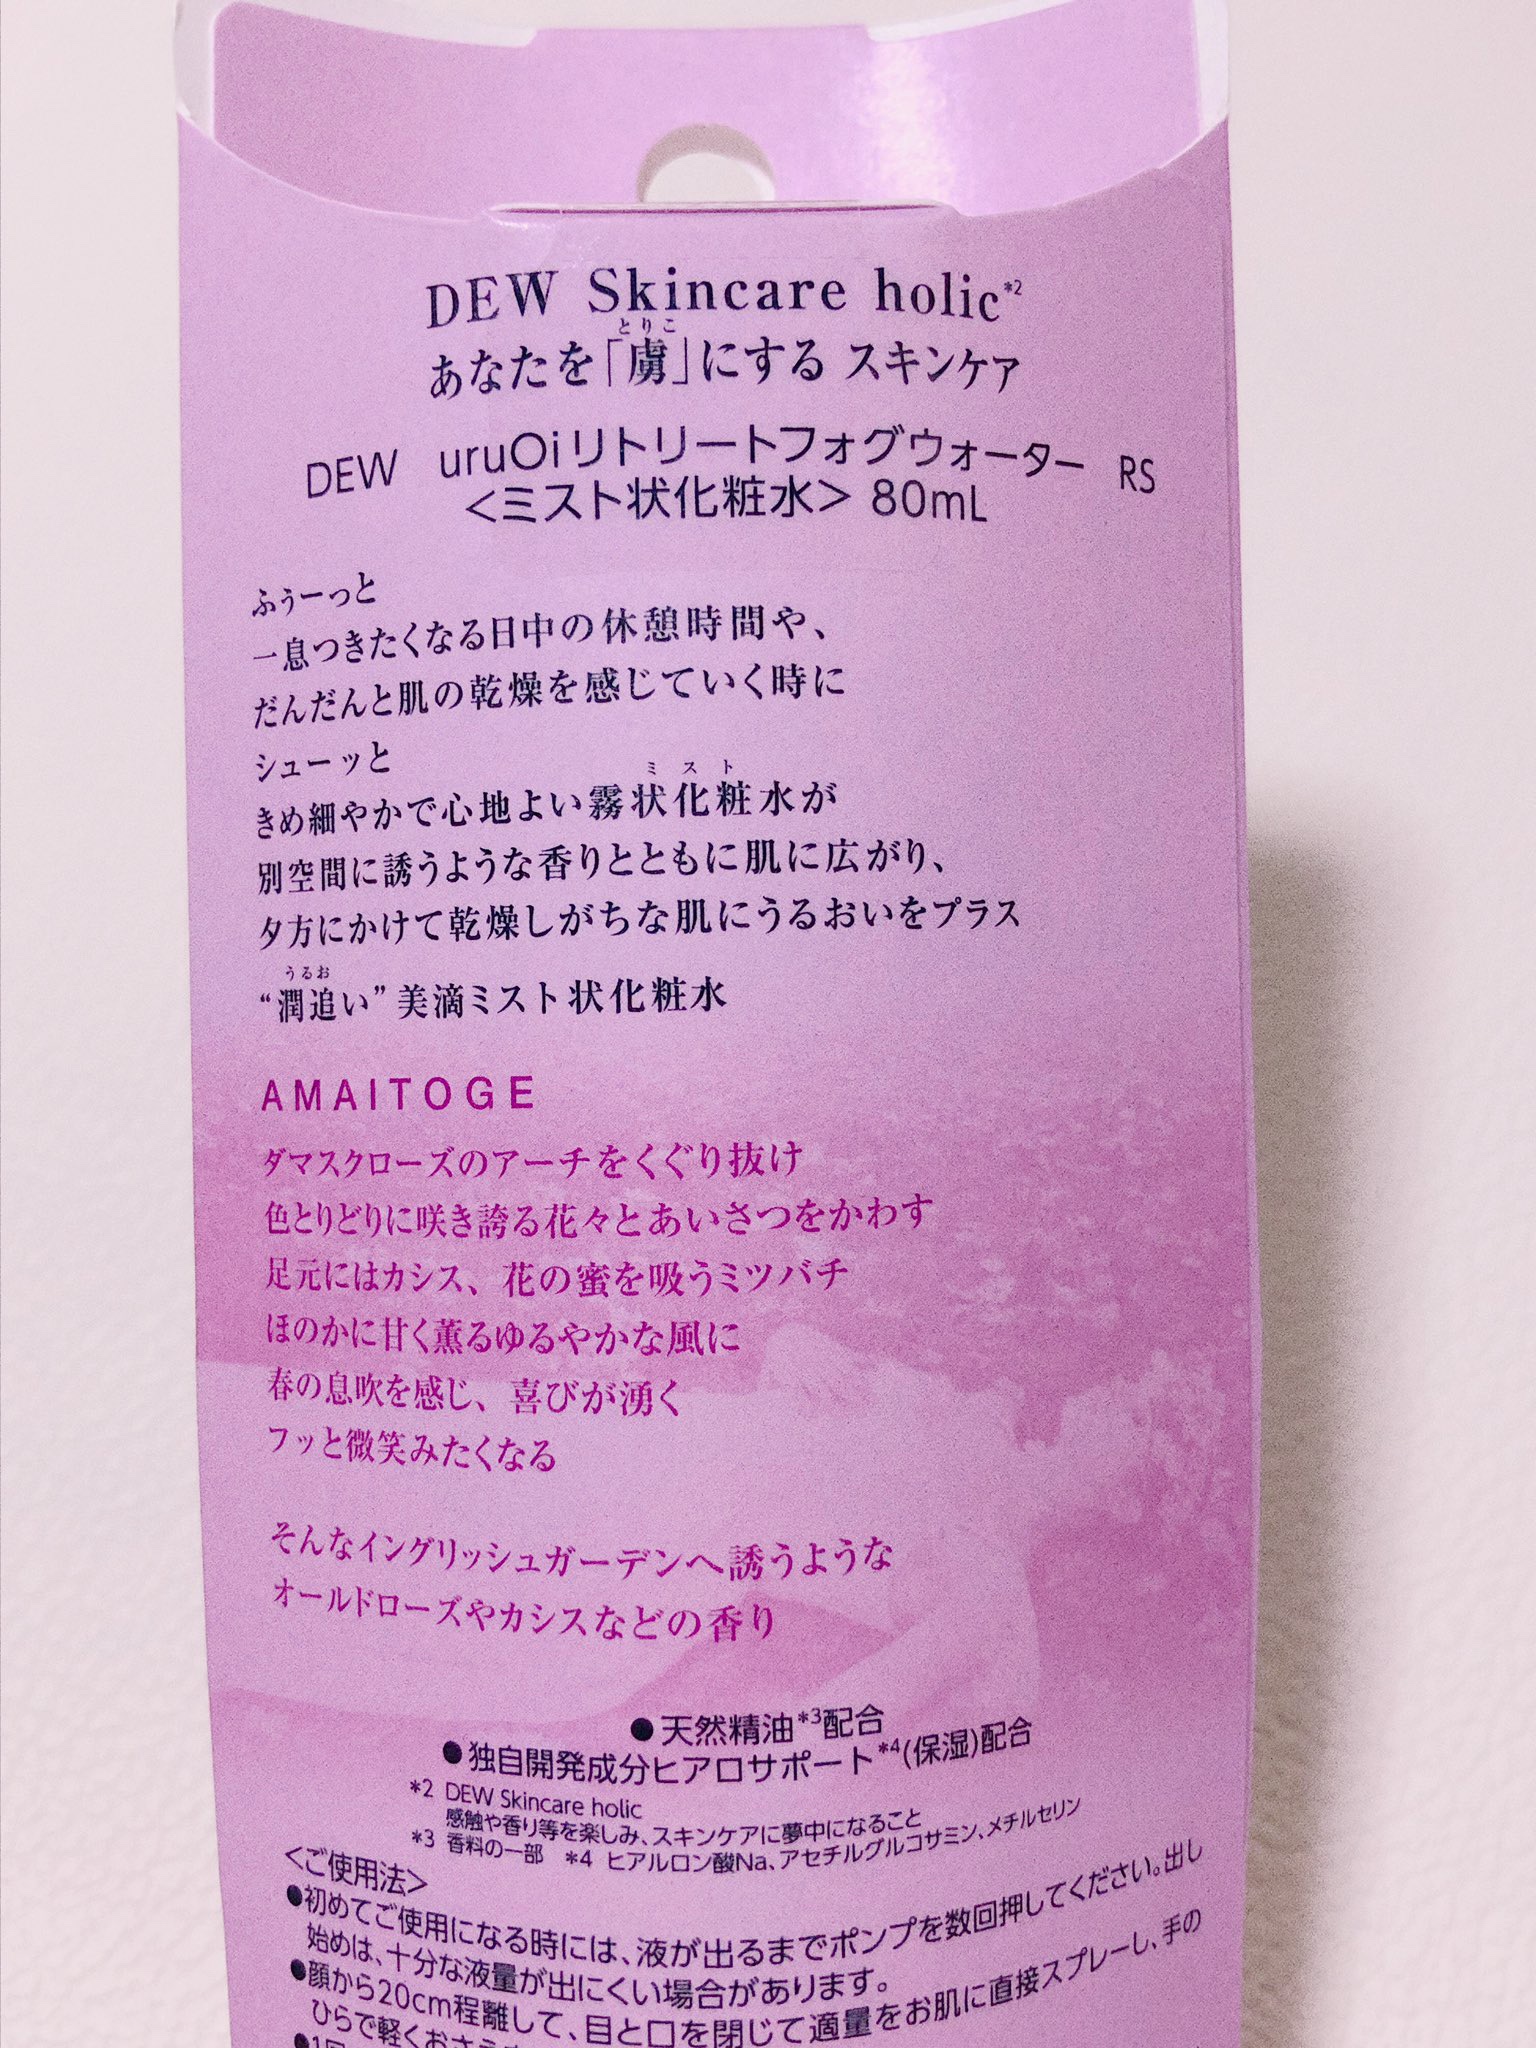 DEW Skincare holic*2
とりこ
あなたを「虜」にする スキンケア
DEW uruOiリトリートフォグウォーター RS
<ミスト状化粧水> 80mL
ふぅーっと
一息つきたくなる日中の休憩時間や、
だんだんと肌の乾燥を感じていく時に
シューッと
ミスト
きめ細やかで心地よい霧状化粧水が
別空間に誘うような香りとともに肌に広がり、
夕方にかけて乾燥しがちな肌にうるおいをプラス
うるお
“潤追い”美滴ミスト状化粧水
AMAITOGE
ダマスクローズのアーチをくぐり抜け
色とりどりに咲き誇る花々とあいさつをかわす
足元にはカシス、花の蜜を吸うミツバチ
ほのかに甘く薫るゆるやかな風に
春の息吹を感じ、喜びが湧く
フッと微笑みたくなる
そんなイングリッシュガーデンへ誘うような
オールドローズやカシスなどの香り
●天然精油*3配合
●独自開発成分ヒアロサポート*4(保湿)配合
*2 DEW Skincare holic
感触や香り等を楽しみ、スキンケアに夢中になること
*3 香料の一部 *4 ヒアルロン酸Na、アセチルグルコサミン、メチルセリン
<ご使用法>
●初めてご使用になる時には、液が出るまでポンプを数回押してください。出し
始めは、十分な液量が出にくい場合があります。
●顔から20cm程離して、目と口を閉じて適量をお肌に直接スプレーし、手の
ひらで軽くおさえ
●1回